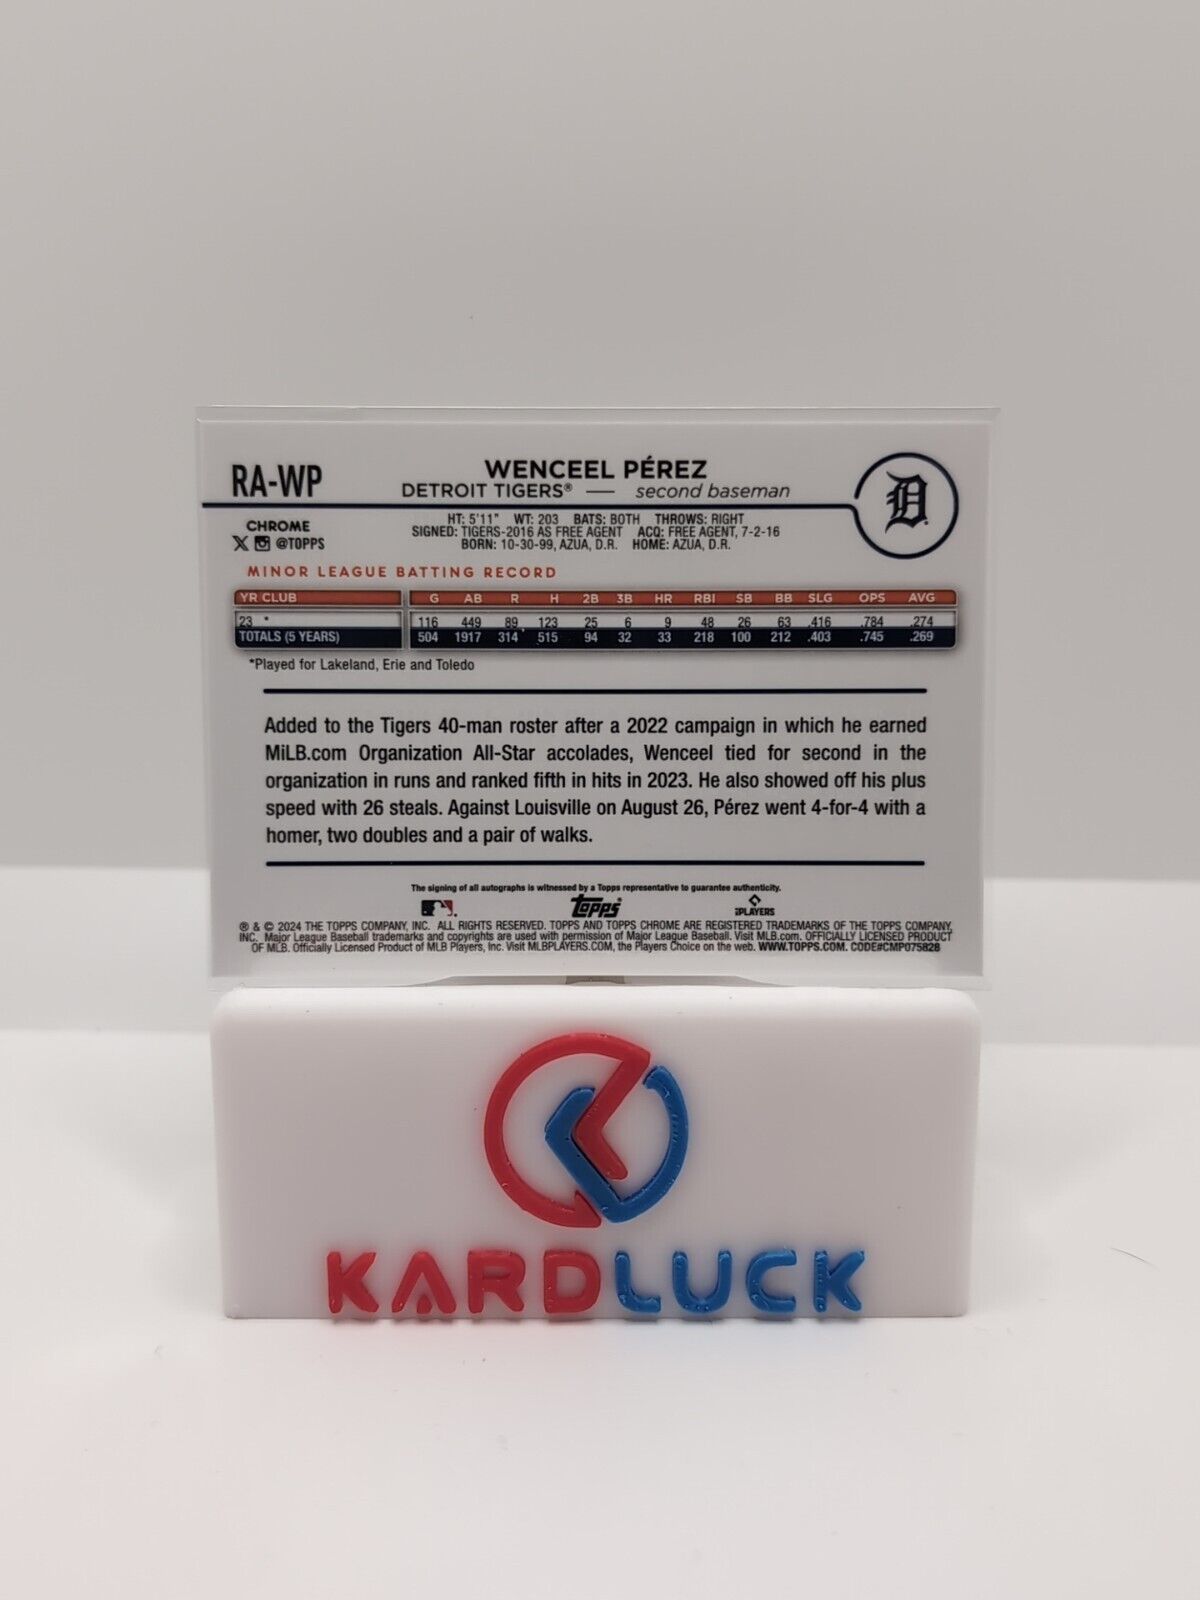 RA-WP
WENCEEL PÉREZ
DETROIT TIGERS® — second baseman
D
CHROME
X @TOPPS
HT: 5'11" WT: 203 BATS: BOTH THROWS: RIGHT
SIGNED: TIGERS-2016 AS FREE AGENT ACQ: FREE AGENT, 7-2-16
BORN: 10-30-99, AZUA, D.R. HOME: AZUA, D.R.
MINOR LEAGUE BATTING RECORD
YR CLUB G AB R H 2B 3B HR RBI SB BB SLG OPS AVG
23 * 116 449 89 123 25 6 9 48 26 63 .416 .784 .274
TOTALS (5 YEARS) 504 1917 314 515 94 32 33 218 100 212 .403 .745 .269
*Played for Lakeland, Erie and Toledo
Added to the Tigers 40-man roster after a 2022 campaign in which he earned
MiLB.com Organization All-Star accolades, Wenceel tied for second in the
organization in runs and ranked fifth in hits in 2023. He also showed off his plus
speed with 26 steals. Against Louisville on August 26, Pérez went 4-for-4 with a
homer, two doubles and a pair of walks.
The signing of all autographs is witnessed by a Topps representative to guarantee authenticity.
topps
PLAYERS
® & © 2024 THE TOPPS COMPANY, INC. ALL RIGHTS RESERVED. TOPPS AND TOPPS CHROME ARE REGISTERED TRADEMARKS OF THE TOPPS COMPANY,
INC. Major League Baseball trademarks and copyrights are used with permission of Major League Baseball. Visit MLB.com. OFFICIALLY LICENSED PRODUCT
OF MLB. Officially Licensed Product of MLB Players, Inc. Visit MLBPLAYERS.COM, the Players Choice on the web. WWW.TOPPS.COM. CODE#CMP075828
KARDLUCK